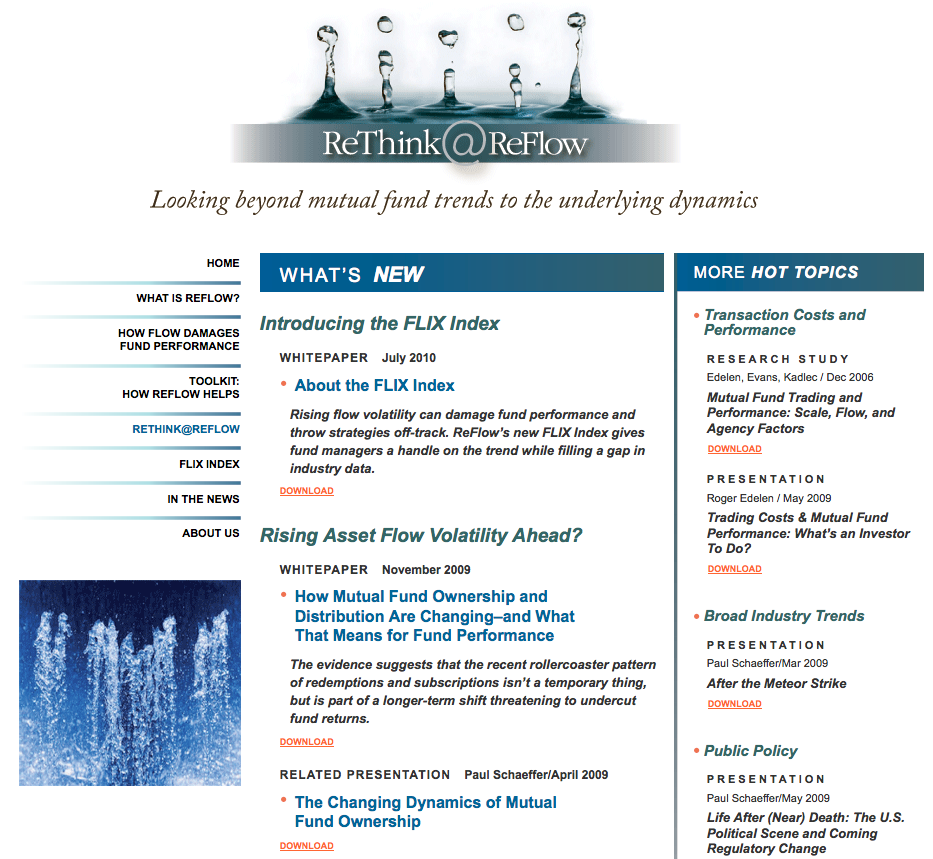 ReThink@ReFlow
Looking beyond mutual fund trends to the underlying dynamics
HOME
WHAT IS REFLOW?
HOW FLOW DAMAGES
FUND PERFORMANCE
TOOLKIT:
HOW REFLOW HELPS
RETHINK@REFLOW
FLIX INDEX
IN THE NEWS
ABOUT US
WHAT'S NEW
Introducing the FLIX Index
WHITEPAPER July 2010
• About the FLIX Index
Rising flow volatility can damage fund performance and
throw strategies off-track. ReFlow's new FLIX Index gives
fund managers a handle on the trend while filling a gap in
industry data.
DOWNLOAD
Rising Asset Flow Volatility Ahead?
WHITEPAPER November 2009
• How Mutual Fund Ownership and
Distribution Are Changing–and What
That Means for Fund Performance
The evidence suggests that the recent rollercoaster pattern
of redemptions and subscriptions isn't a temporary thing,
but is part of a longer-term shift threatening to undercut
fund returns.
DOWNLOAD
RELATED PRESENTATION Paul Schaeffer/April 2009
• The Changing Dynamics of Mutual
Fund Ownership
DOWNLOAD
MORE HOT TOPICS
• Transaction Costs and
Performance
RESEARCH STUDY
Edelen, Evans, Kadlec / Dec 2006
Mutual Fund Trading and
Performance: Scale, Flow, and
Agency Factors
DOWNLOAD
PRESENTATION
Roger Edelen / May 2009
Trading Costs & Mutual Fund
Performance: What's an Investor
To Do?
DOWNLOAD
• Broad Industry Trends
PRESENTATION
Paul Schaeffer/Mar 2009
After the Meteor Strike
DOWNLOAD
• Public Policy
PRESENTATION
Paul Schaeffer/May 2009
Life After (Near) Death: The U.S.
Political Scene and Coming
Regulatory Change